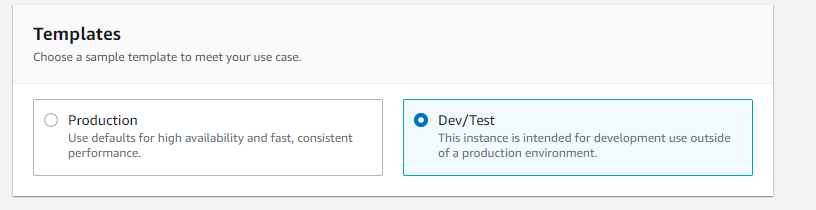 Templates
Choose a sample template to meet your use case.
Production
Use defaults for high availability and fast, consistent
performance.
Dev/Test
This instance is intended for development use outside
of a production environment.